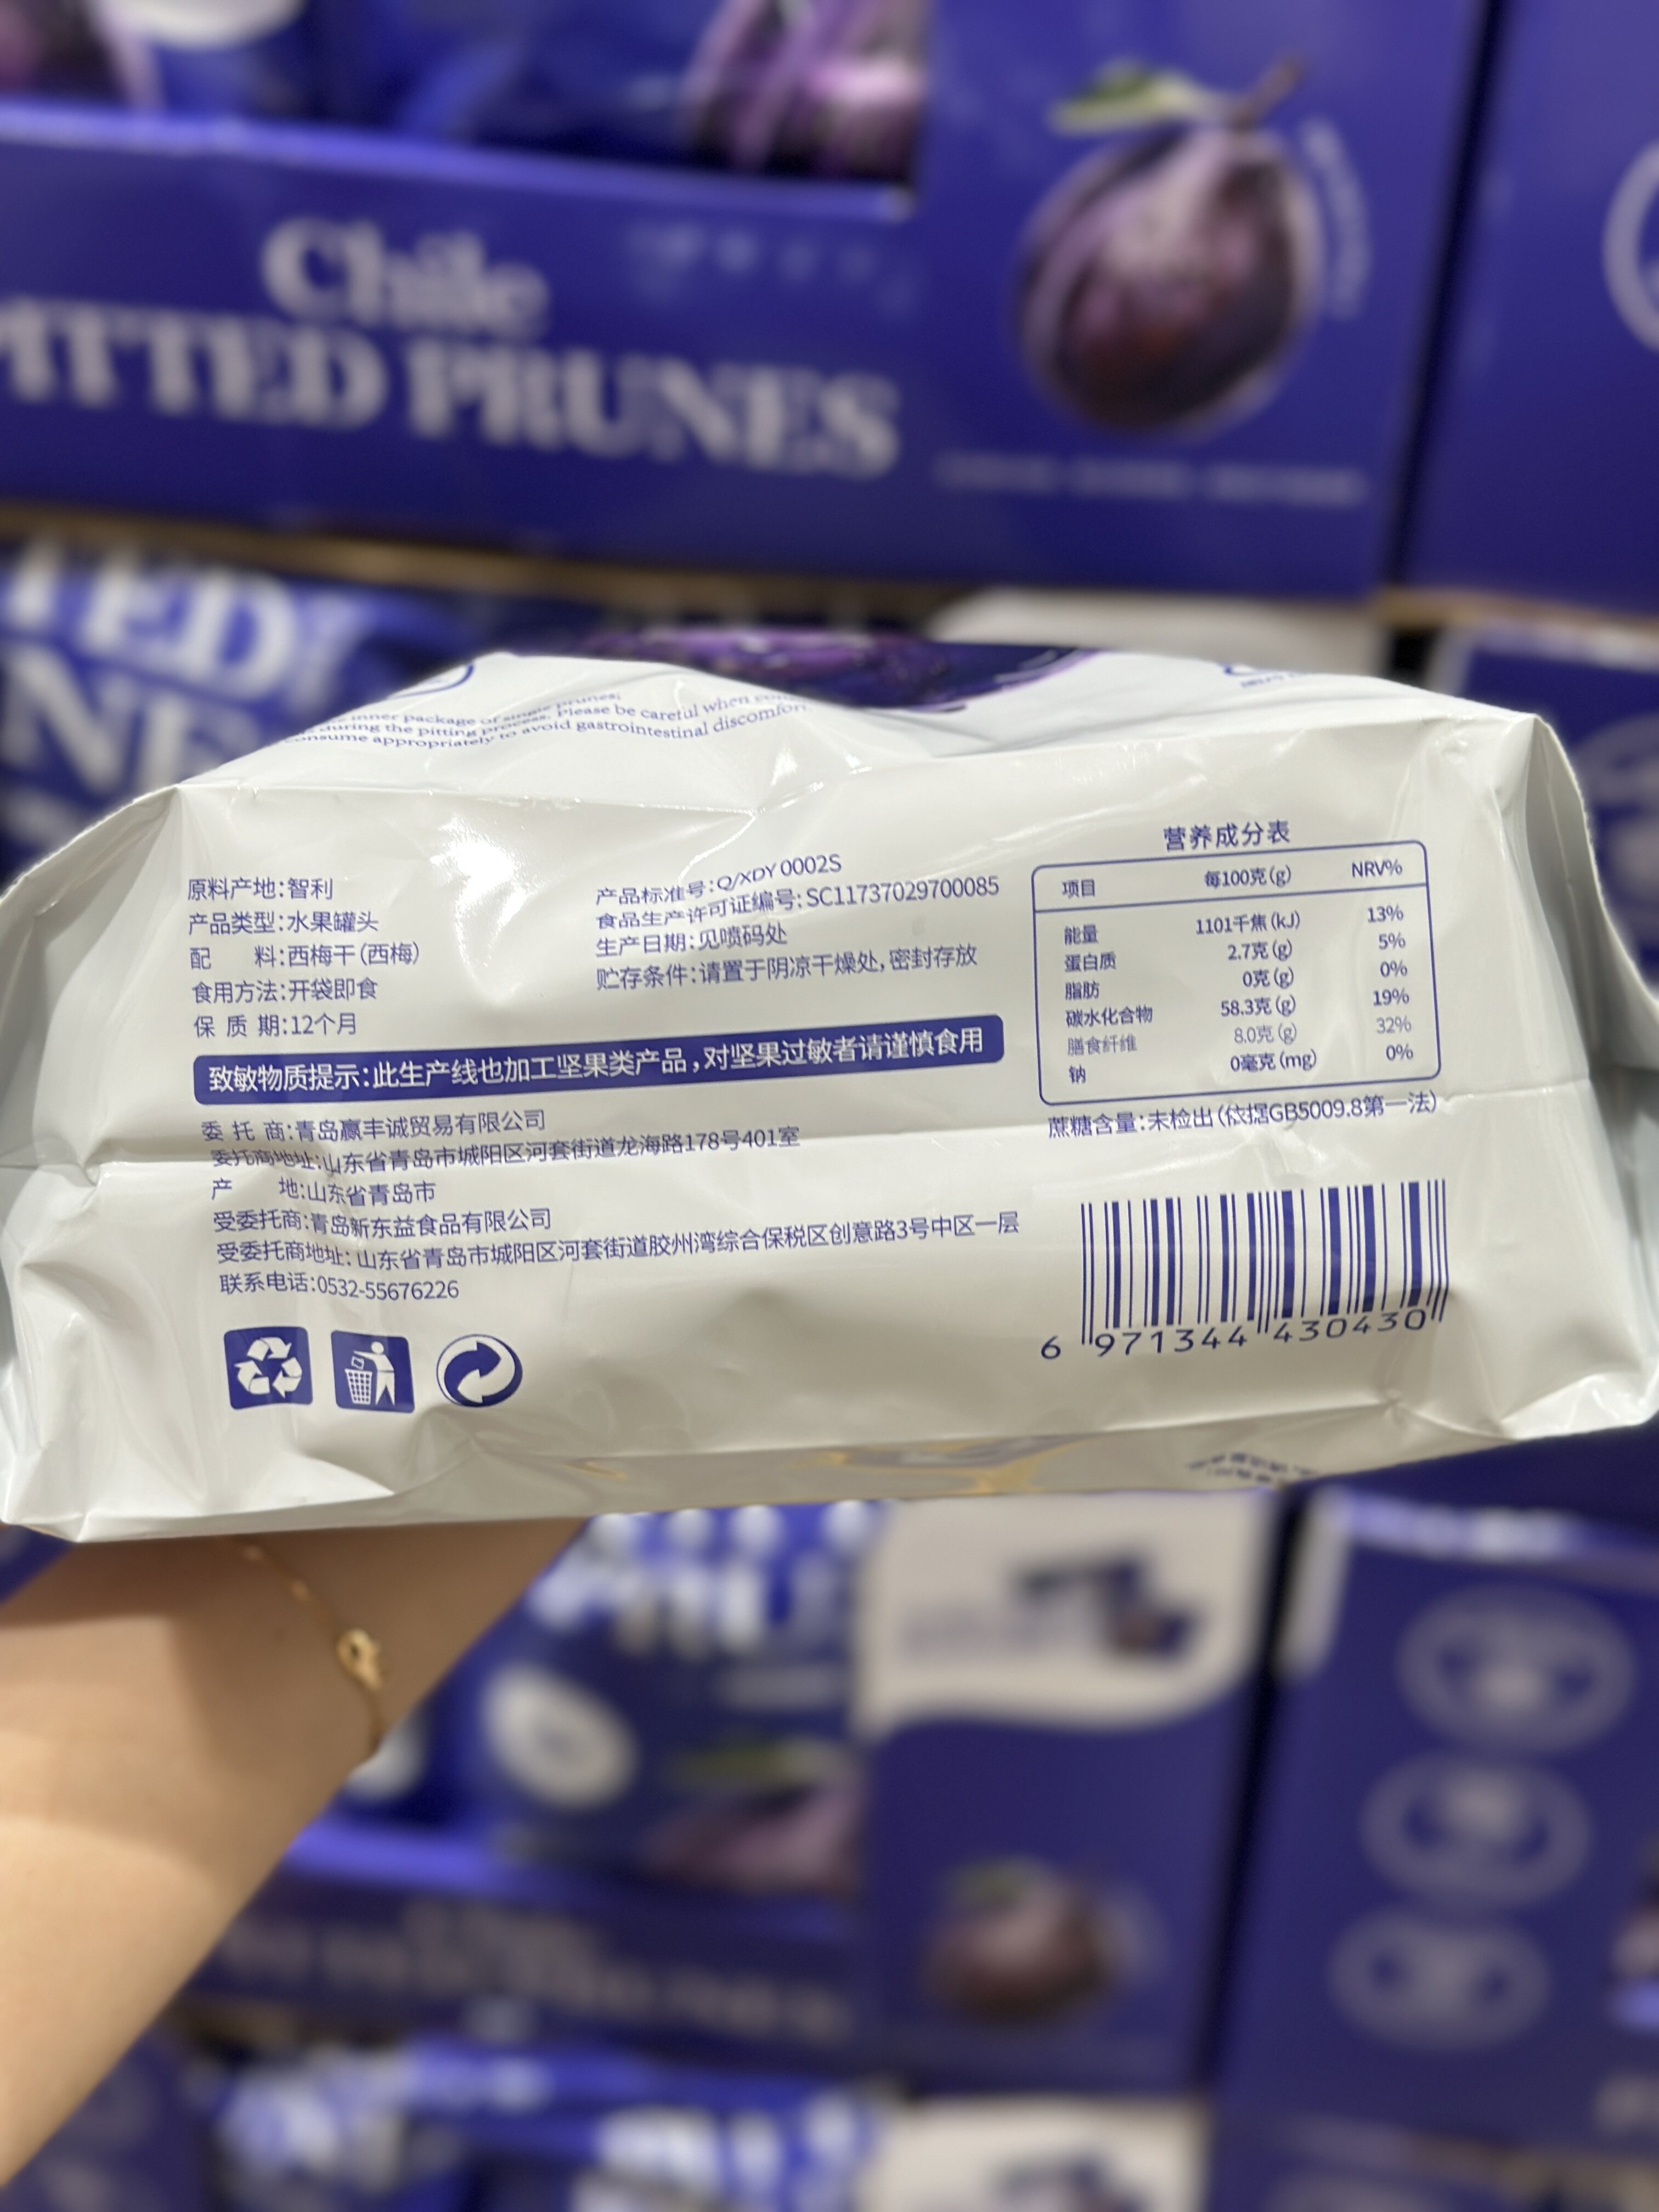 Chile
PITTED PRUNES
TED
NE
inner package of single prunes;
during the pitting process. Please be careful when
consume appropriately to avoid gastrointestinal discomfort.
原料产地:智利
产品类型:水果罐头
配 料:西梅干(西梅)
食用方法:开袋即食
保 质 期:12个月
产品标准号:Q/XDY 0002S
食品生产许可证编号:SC11737029700085
生产日期:见喷码处
贮存条件:请置于阴凉干燥处,密封存放
致敏物质提示:此生产线也加工坚果类产品,对坚果过敏者请谨慎食用
委 托 商:青岛赢丰诚贸易有限公司
委托商地址:山东省青岛市城阳区河套街道龙海路178号401室
产 地:山东省青岛市
受委托商:青岛新东益食品有限公司
受委托商地址:山东省青岛市城阳区河套街道胶州湾综合保税区创意路3号中区一层
联系电话:0532-55676226
营养成分表
项目 每100克(g) NRV%
能量 1101千焦(kJ) 13%
蛋白质 2.7克(g) 5%
脂肪 0克(g) 0%
碳水化合物 58.3克(g) 19%
膳食纤维 8.0克(g) 32%
钠 0毫克(mg) 0%
蔗糖含量:未检出(依据GB5009.8第一法)
6 971344 430430